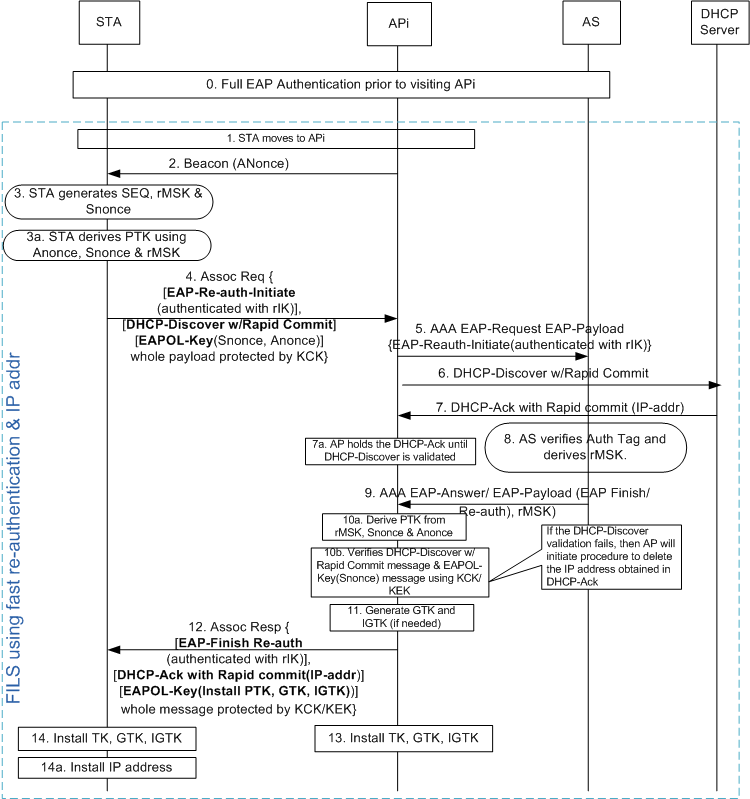 STA
APi
AS
DHCP
Server
0. Full EAP Authentication prior to visiting APi
1. STA moves to APi
2. Beacon (ANonce)
3. STA generates SEQ, rMSK &
Snonce
3a. STA derives PTK using
Anonce, Snonce & rMSK
4. Assoc Req {
[EAP-Re-auth-Initiate
(authenticated with rIK)],
[DHCP-Discover w/Rapid Commit]
[EAPOL-Key(Snonce, Anonce)]
whole payload protected by KCK}
5. AAA EAP-Request EAP-Payload
{EAP-Reauth-Initiate(authenticated with rIK)}
6. DHCP-Discover w/Rapid Commit
7. DHCP-Ack with Rapid commit (IP-addr)
7a. AP holds the DHCP-Ack until
DHCP-Discover is validated
8. AS verifies Auth Tag and
derives rMSK.
9. AAA EAP-Answer/ EAP-Payload (EAP Finish/
Re-auth), rMSK)
10a. Derive PTK from
rMSK, Snonce & Anonce
10b. Verifies DHCP-Discover w/
Rapid Commit message & EAPOL-
Key(Snonce) message using KCK/
KEK
If the DHCP-Discover
validation fails, then AP will
initiate procedure to delete
the IP address obtained in
DHCP-Ack
11. Generate GTK and
IGTK (if needed)
12. Assoc Resp {
[EAP-Finish Re-auth
(authenticated with rIK)],
[DHCP-Ack with Rapid commit(IP-addr)]
[EAPOL-Key(Install PTK, GTK, IGTK))]
whole message protected by KCK/KEK}
13. Install TK, GTK, IGTK
14. Install TK, GTK, IGTK
14a. Install IP address
FILS using fast re-authentication & IP addr